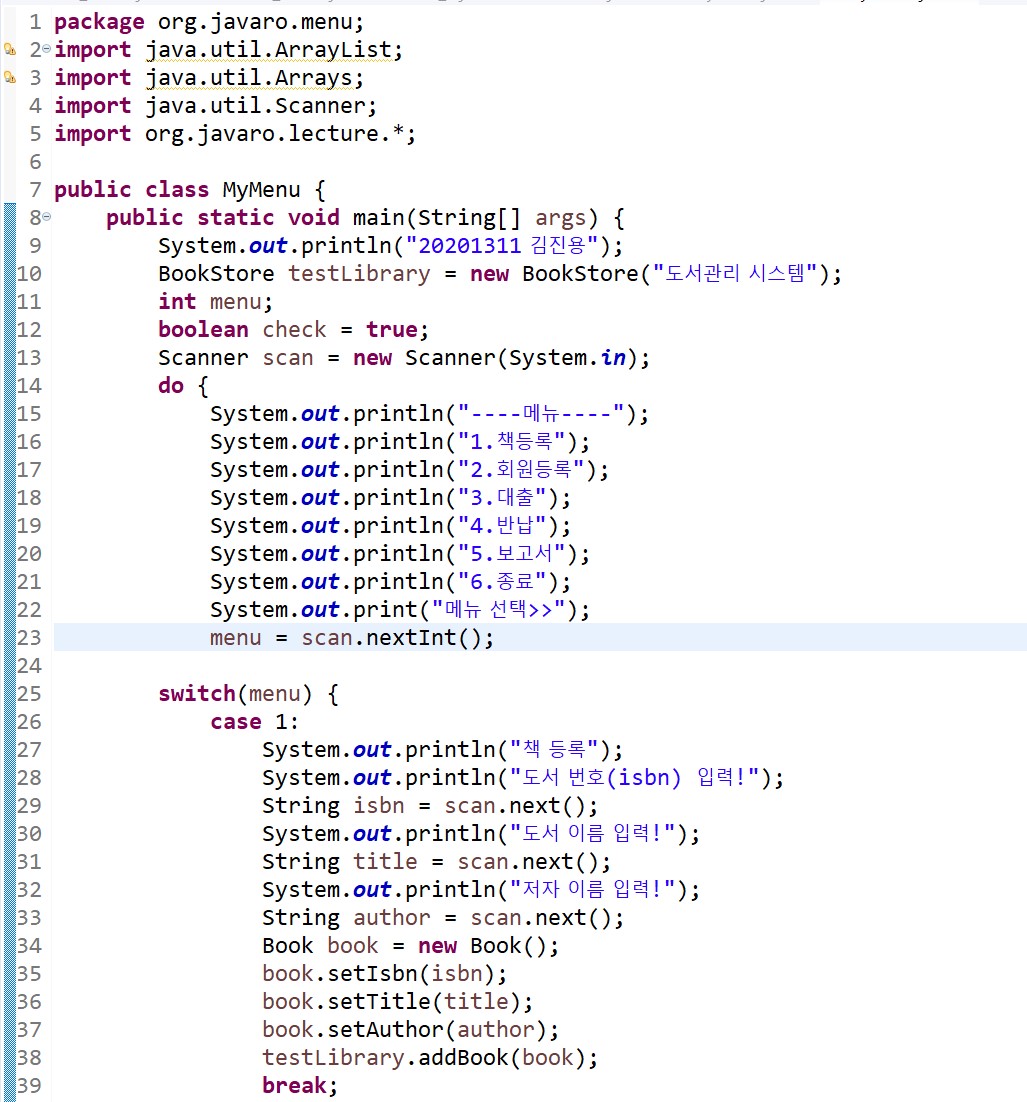 1 package org.javaro.menu;
2 import java.util.ArrayList;
3 import java.util.Arrays;
4 import java.util.Scanner;
5 import org.javaro.lecture.*;
6
7 public class MyMenu {
8 public static void main(String[] args) {
9 System.out.println("20201311 김진용");
10 BookStore testLibrary = new BookStore("도서관리 시스템");
11 int menu;
12 boolean check = true;
13 Scanner scan = new Scanner(System.in);
14 do {
15 System.out.println("----메뉴----");
16 System.out.println("1.책등록");
17 System.out.println("2.회원등록");
18 System.out.println("3.대출");
19 System.out.println("4.반납");
20 System.out.println("5.보고서");
21 System.out.println("6.종료");
22 System.out.print("메뉴 선택>>");
23 menu = scan.nextInt();
24
25 switch(menu) {
26 case 1:
27 System.out.println("책 등록");
28 System.out.println("도서 번호(isbn) 입력!");
29 String isbn = scan.next();
30 System.out.println("도서 이름 입력!");
31 String title = scan.next();
32 System.out.println("저자 이름 입력!");
33 String author = scan.next();
34 Book book = new Book();
35 book.setIsbn(isbn);
36 book.setTitle(title);
37 book.setAuthor(author);
38 testLibrary.addBook(book);
39 break;